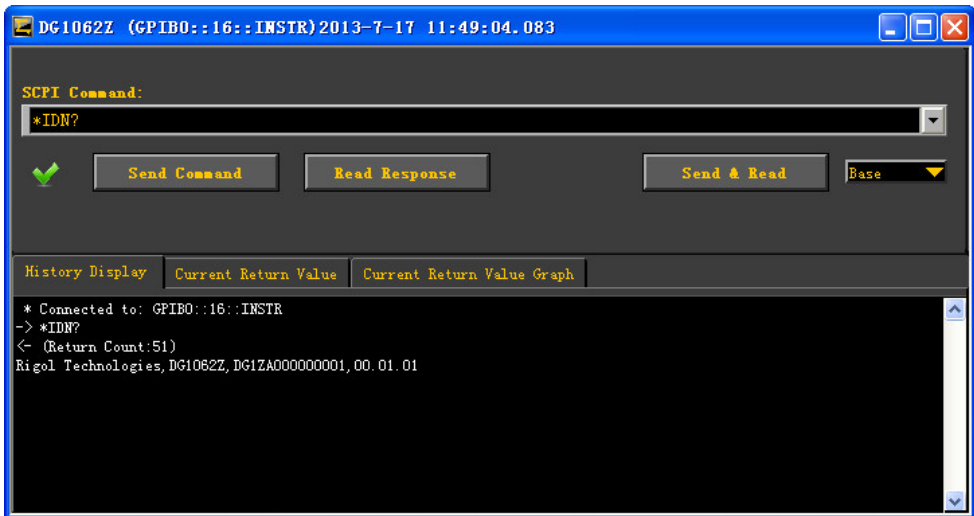 DG1062Z (GPIB0::16::INSTR)2013-7-17 11:49:04.083
SCPI Command:
*IDN?
Send Command Read Response Send & Read Base
History Display Current Return Value Current Return Value Graph
* Connected to: GPIB0::16::INSTR
-> *IDN?
<- (Return Count:51)
Rigol Technologies,DG1062Z,DG1ZA000000001,00.01.01